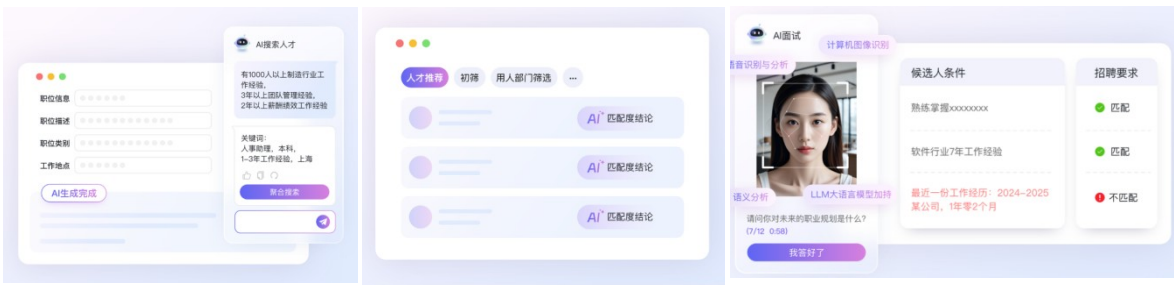 AI搜索人才
有1000人以上制造行业工
作经验，
3年以上团队管理经验，
2年以上薪酬绩效工作经验
关键词：
人事助理，本科，
1-3年工作经验，上海
聚合搜索
职位信息
职位描述
职位类别
工作地点
AI生成完成
人才推荐
初筛
用人部门筛选
...
AI 匹配度结论
AI 匹配度结论
AI 匹配度结论
AI面试
计算机图像识别
语音识别与分析
语义分析
LLM大语言模型加持
请问你对未来的职业规划是什么？
(7/12 0:58)
我答好了
候选人条件
熟练掌握xxxxxxxx
软件行业7年工作经验
最近一份工作经历：2024-2025
某公司，1年零2个月
招聘要求
匹配
匹配
不匹配